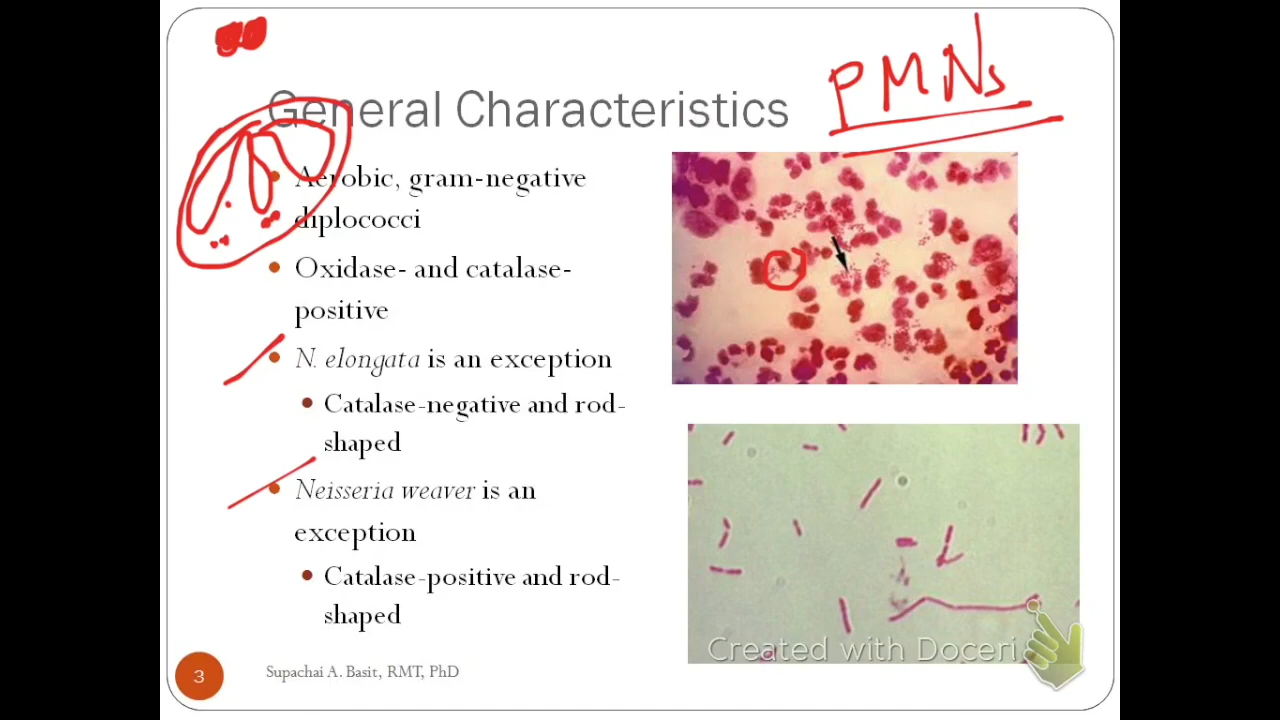 PMNs
General Characteristics
Aerobic, gram-negative
diplococci
Oxidase- and catalase-
positive
N. elongata is an exception
Catalase-negative and rod-
shaped
Neisseria weaver is an
exception
Catalase-positive and rod-
shaped
Created with Doceri
3
Supachai A. Basit, RMT, PhD